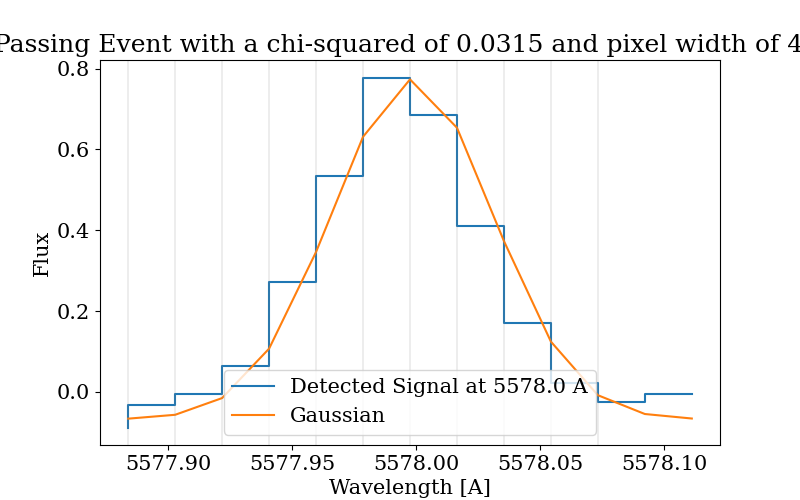 Passing Event with a chi-squared of 0.0315 and pixel width of 4
0.8
0.6
0.4
0.2
0.0
Flux
Detected Signal at 5578.0 A
Gaussian
5577.90 5577.95 5578.00 5578.05 5578.10
Wavelength [A]